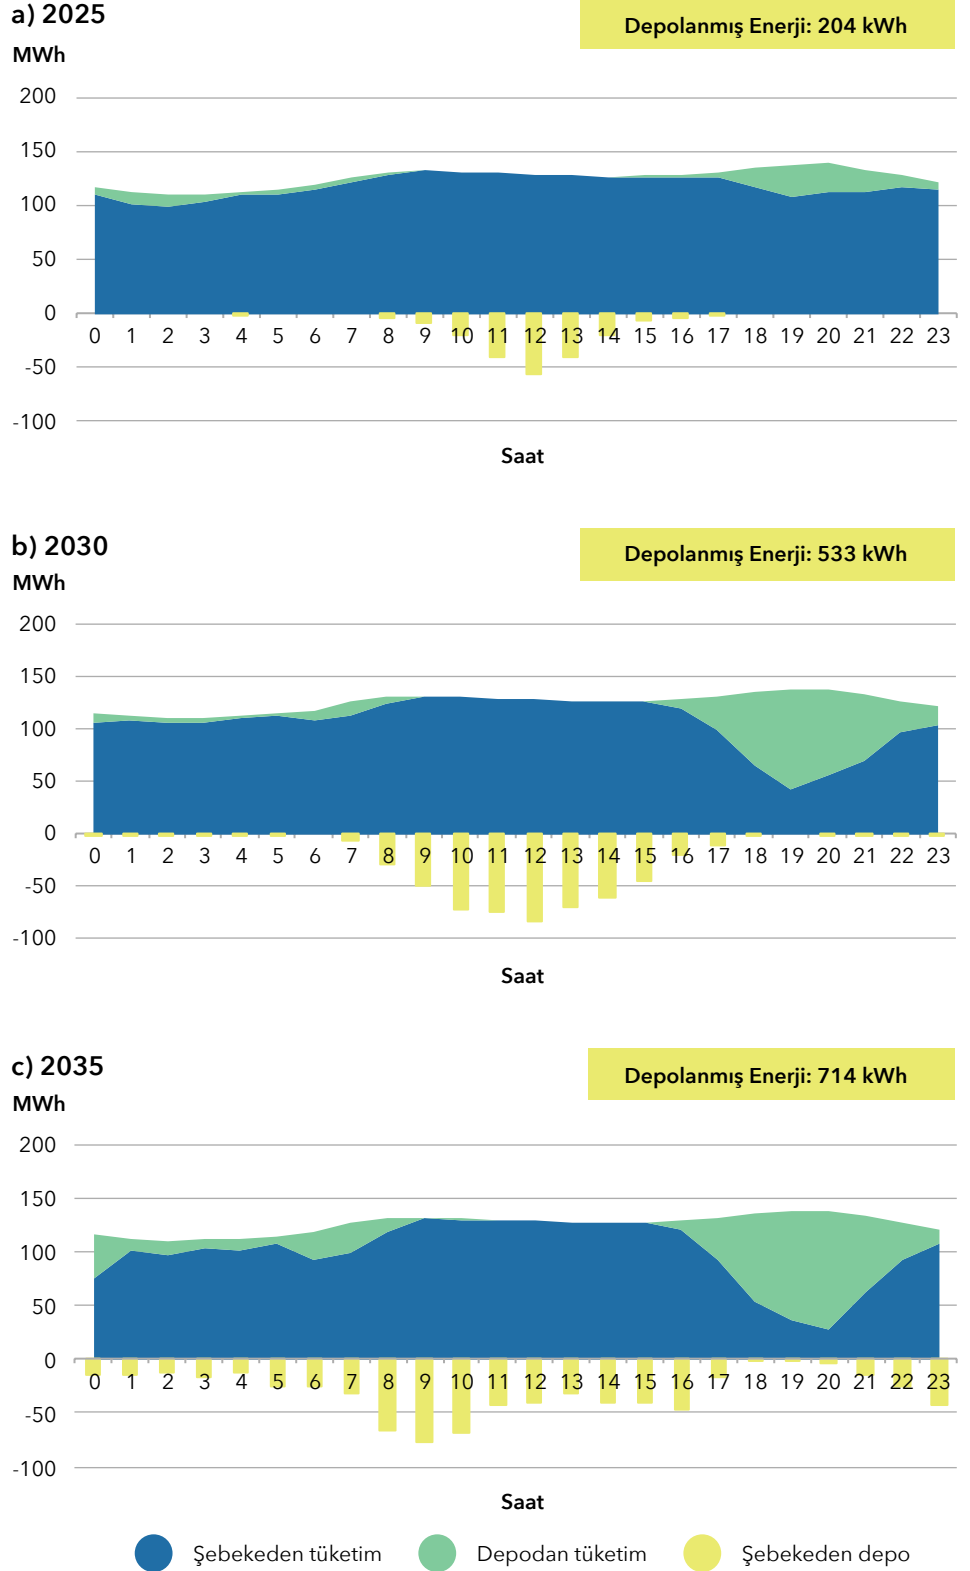 a) 2025
Depolanmış Enerji: 204 kWh
MWh
200
150
100
50
0
0 1 2 3 4 5 6 7 8 9 10 11 12 13 14 15 16 17 18 19 20 21 22 23
-50
-100
Saat
b) 2030
Depolanmış Enerji: 533 kWh
MWh
200
150
100
50
0
0 1 2 3 4 5 6 7 8 9 10 11 12 13 14 15 16 17 18 19 20 21 22 23
-50
-100
Saat
c) 2035
Depolanmış Enerji: 714 kWh
MWh
200
150
100
50
0
0 1 2 3 4 5 6 7 8 9 10 11 12 13 14 15 16 17 18 19 20 21 22 23
-50
-100
Saat
Şebekeden tüketim Depodan tüketim Şebekeden depo